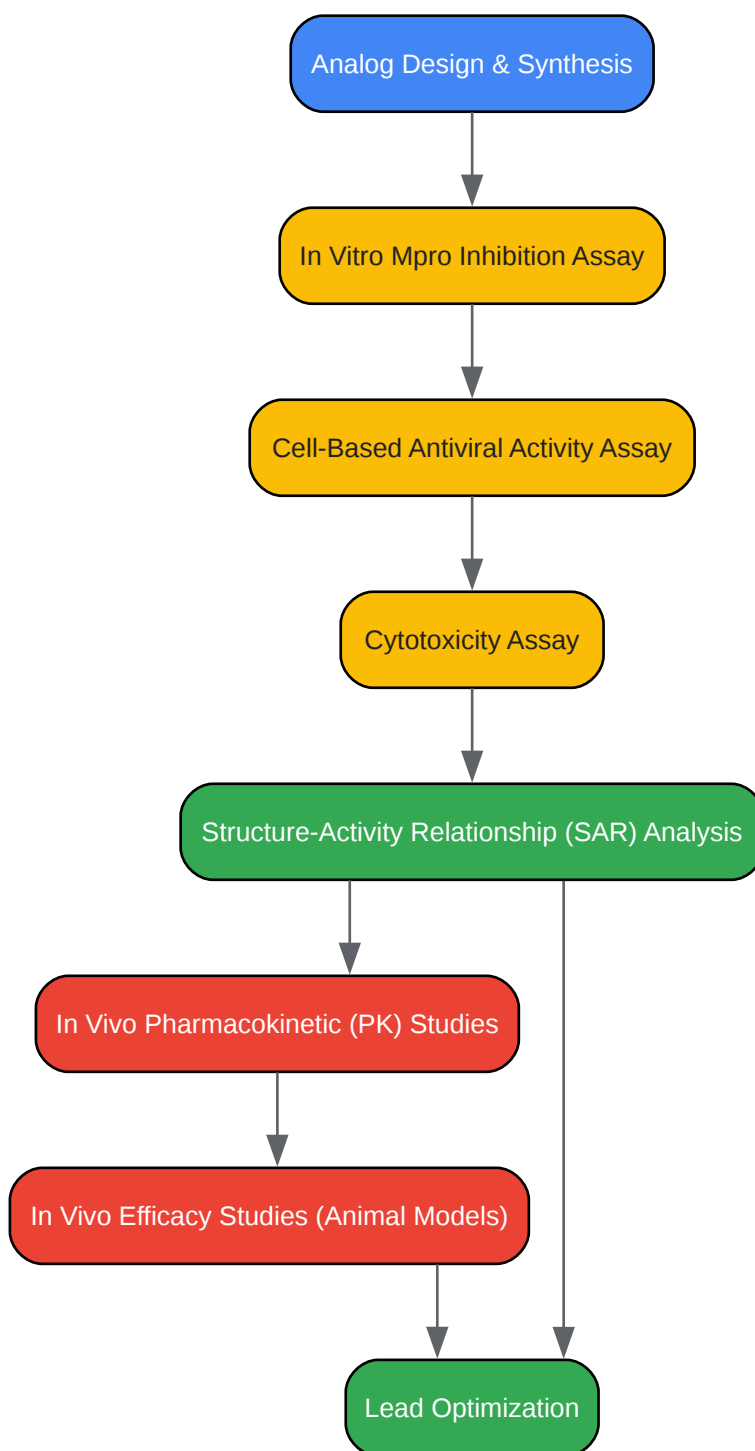 Analog Design & Synthesis
In Vitro Mpro Inhibition Assay
Cell-Based Antiviral Activity Assay
Cytotoxicity Assay
Structure-Activity Relationship (SAR) Analysis
In Vivo Pharmacokinetic (PK) Studies
In Vivo Efficacy Studies (Animal Models)
Lead Optimization